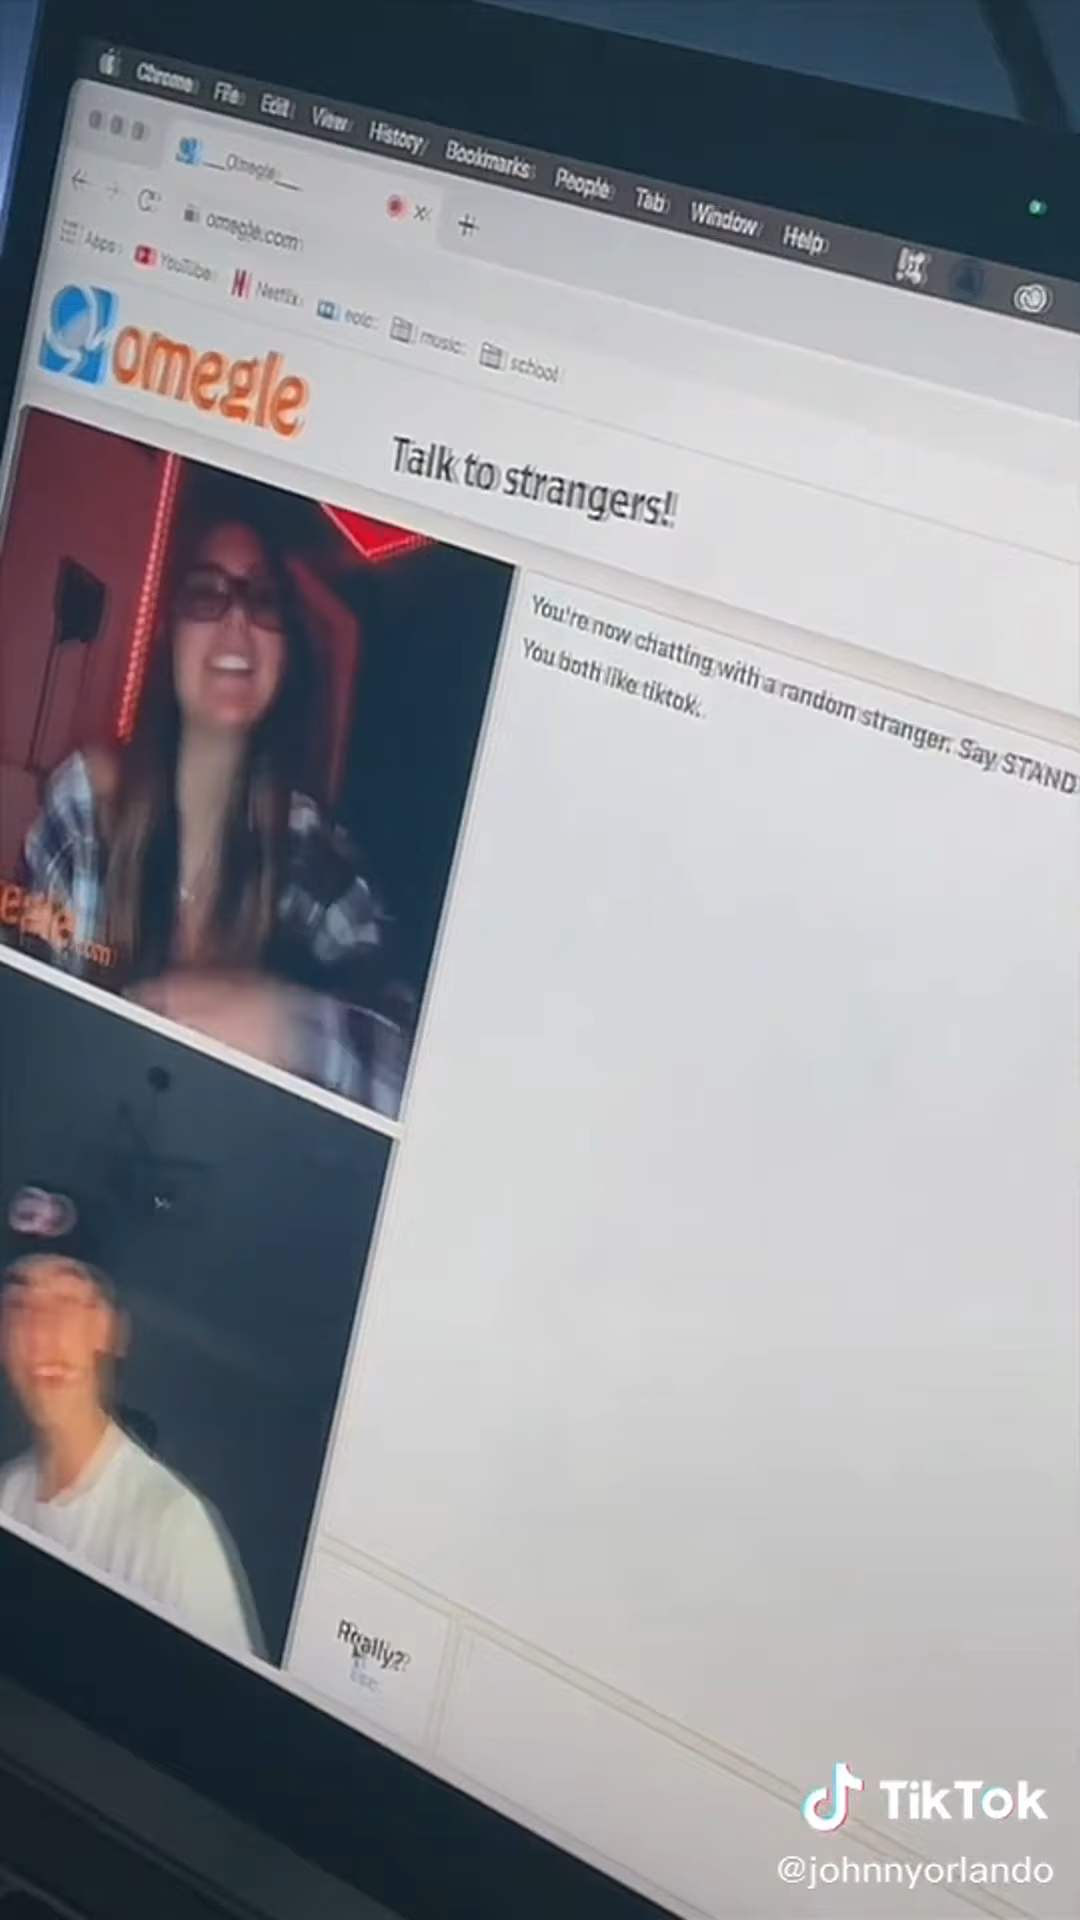 Chrome File Edit View History Bookmarks People Tab Window Help
Omegle
omegle.com
Apps YouTube Netflix epic music school
omegle
Talk to strangers!
You're now chatting with a random stranger. Say STAND
You both like tiktok.
Really?
Esc
TikTok
@johnnyorlando